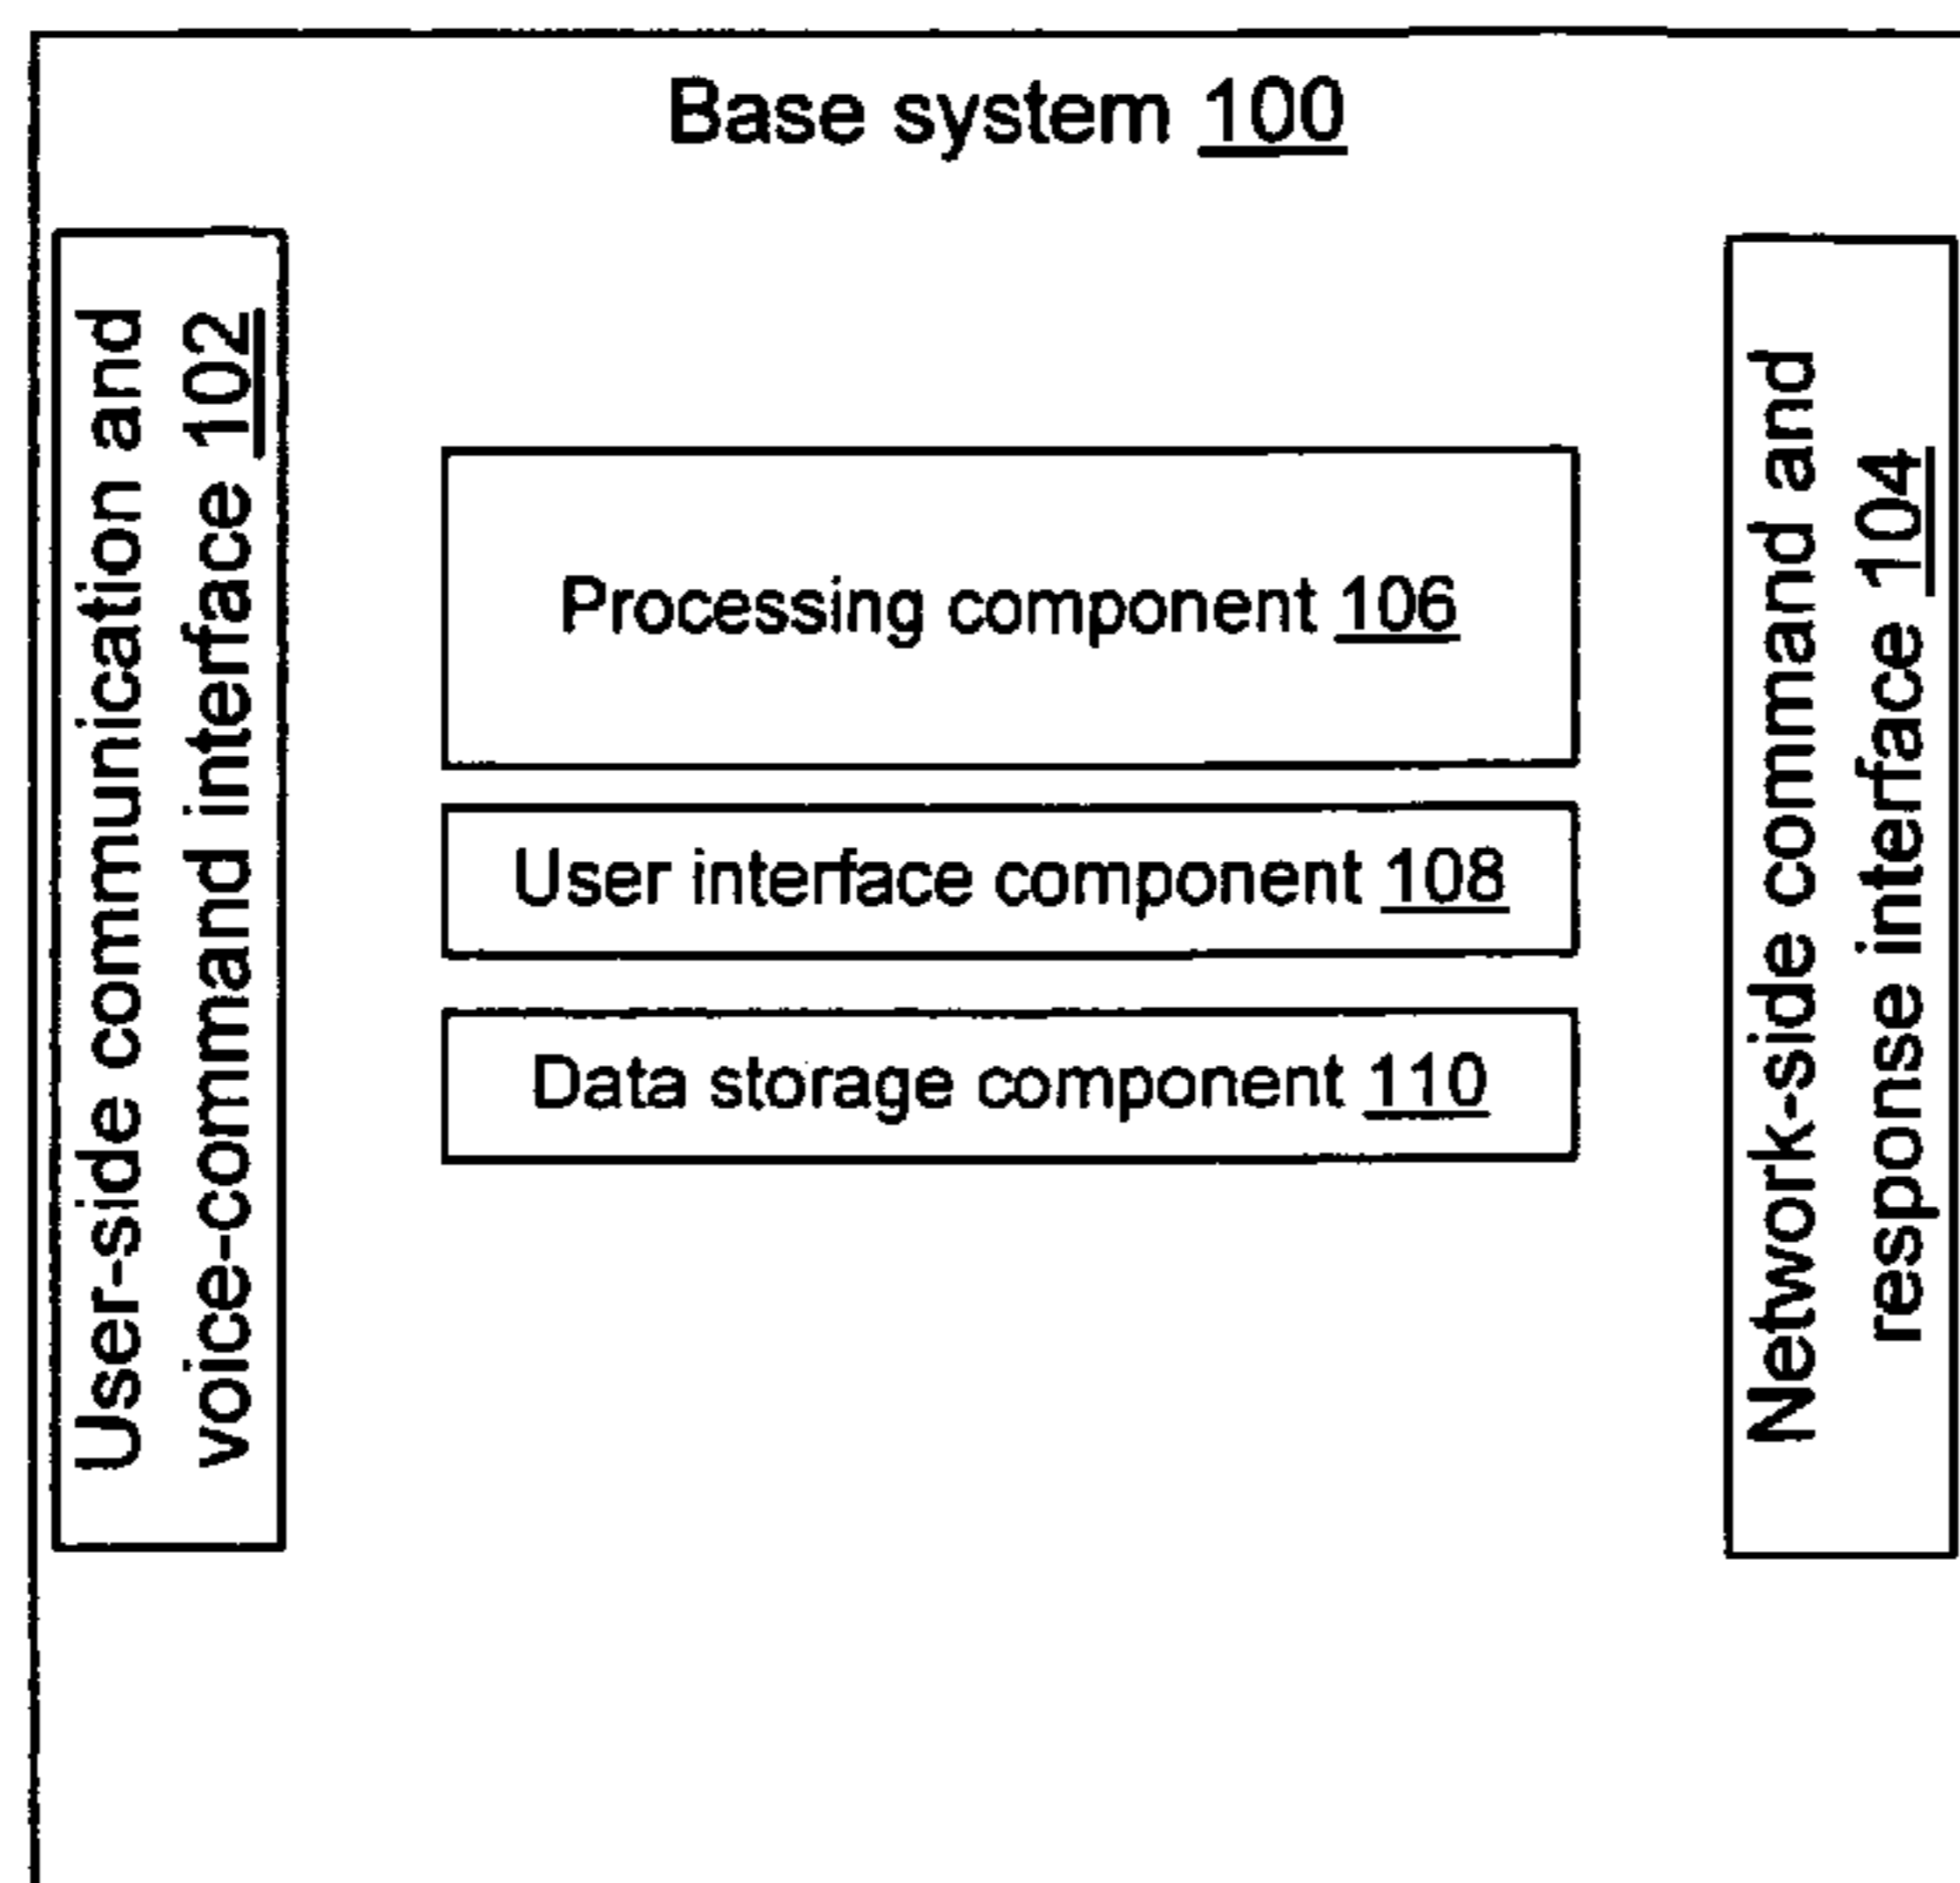 Base system 100
User-side communication and
voice-command interface 102
Processing component 106
User interface component 108
Data storage component 110
Network-side command and
response interface 104